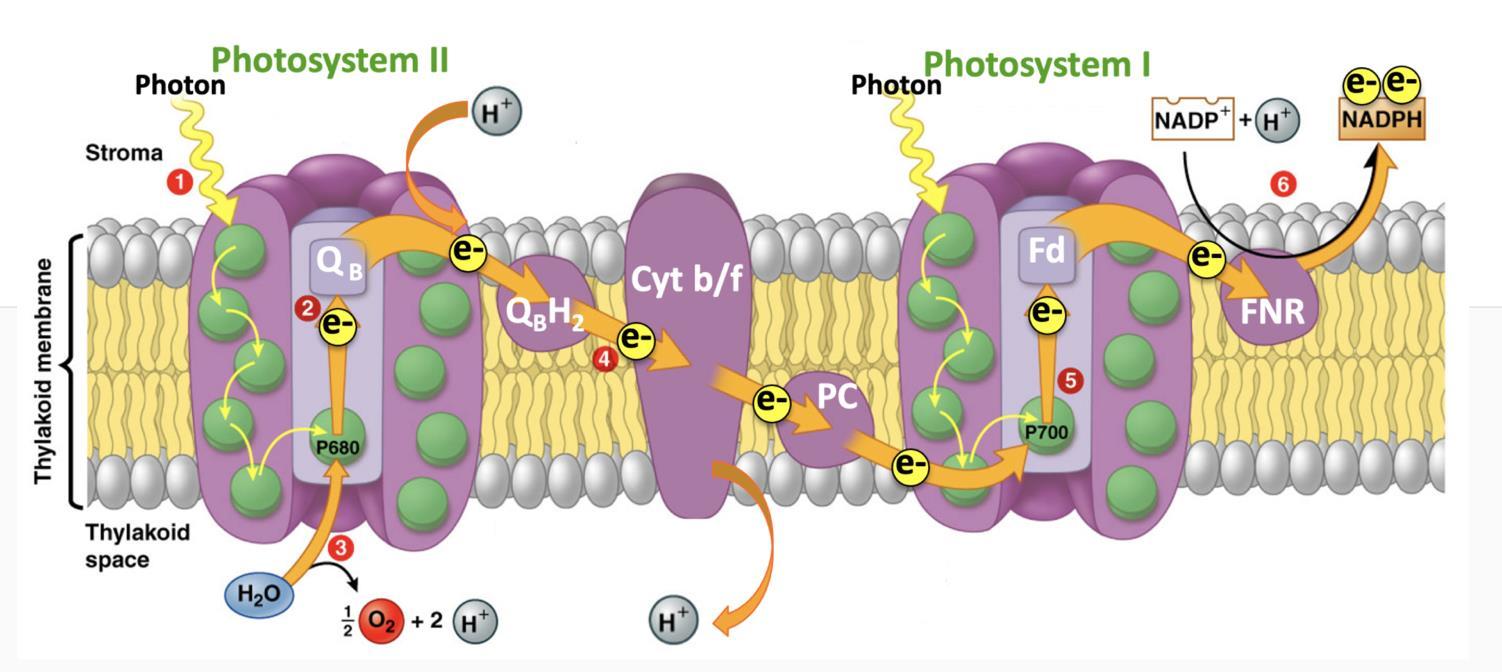 Photosystem II
Photon
H+
Stroma
1
Photosystem I
Photon
NADP+ + H+
e- e-
NADPH
6
Thylakoid membrane
QB
e-
2
e-
QBH2
4
e-
Cyt b/f
e-
PC
e-
P680
Fd
e-
5
P700
e-
FNR
Thylakoid
space
3
H2O
1/2 O2 + 2 H+
H+